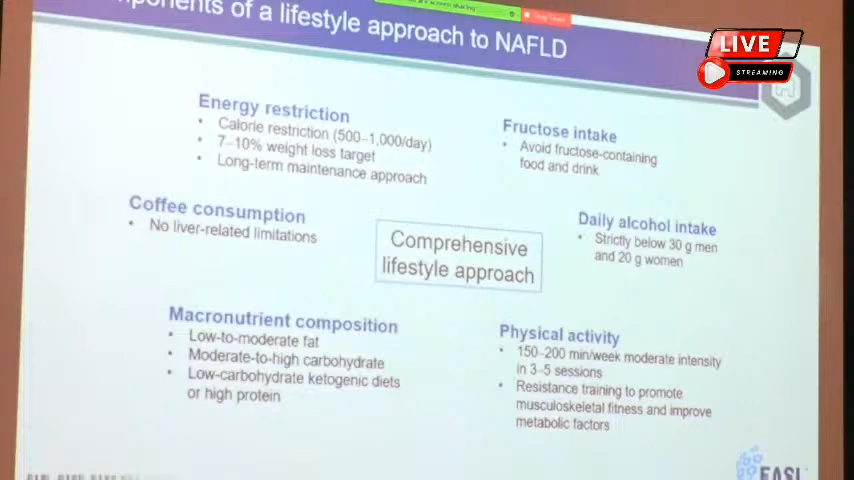 of a lifestyle approach to NAFLD
LIVE
STREAMING
Energy restriction
• Calorie restriction (500–1,000/day)
• 7–10% weight loss target
• Long-term maintenance approach
Fructose intake
• Avoid fructose-containing
food and drink
Coffee consumption
• No liver-related limitations
Daily alcohol intake
• Strictly below 30 g men
and 20 g women
Comprehensive
lifestyle approach
Macronutrient composition
• Low-to-moderate fat
• Moderate-to-high carbohydrate
• Low-carbohydrate ketogenic diets
or high protein
Physical activity
• 150–200 min/week moderate intensity
in 3–5 sessions
• Resistance training to promote
musculoskeletal fitness and improve
metabolic factors
EASL